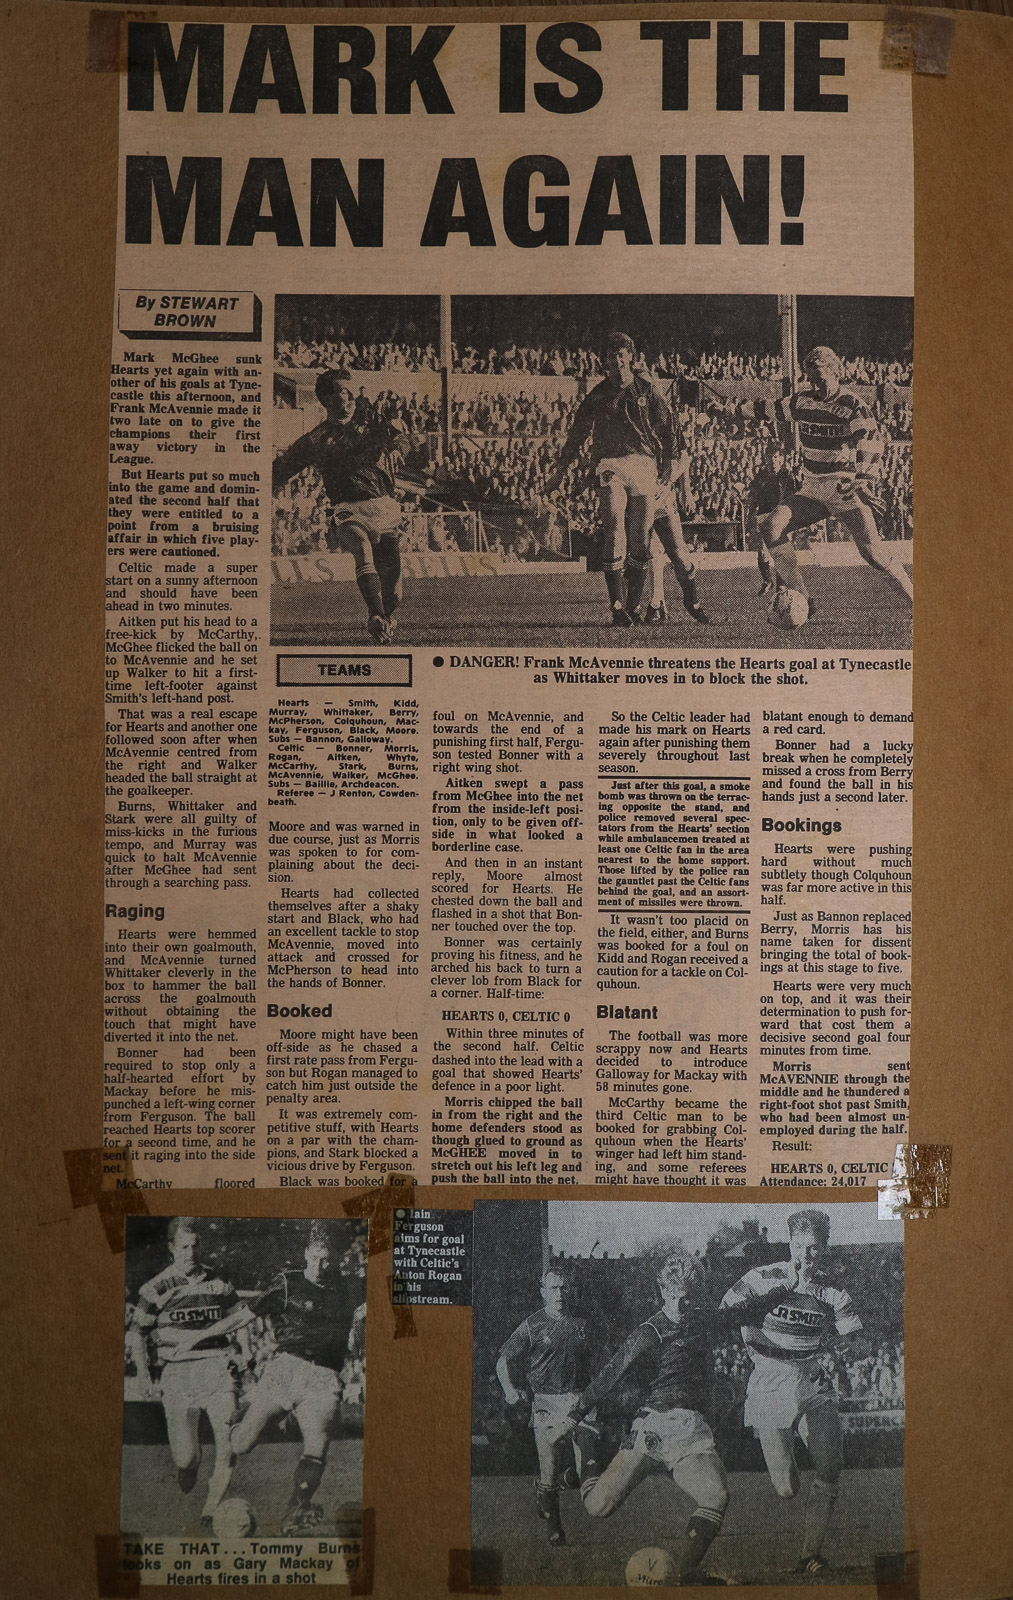 MARK IS THE
MAN AGAIN!
By STEWART
BROWN
Mark McGhee sunk
Hearts yet again with an-
other of his goals at Tyne-
castle this afternoon, and
Frank McAvennie made it
two late on to give the
champions their first
away victory in the
League.
But Hearts put so much
into the game and domin-
ated the second half that
they were entitled to a
point from a bruising
affair in which five play-
ers were cautioned.
Celtic made a super
start on a sunny afternoon
and should have been
ahead in two minutes.
Aitken put his head to a
free-kick by McCarthy,.
McGhee flicked the ball on
to McAvennie and he set
up Walker to hit a first-
time left-footer against
Smith's left-hand post.
That was a real escape
for Hearts and another one
followed soon after when
McAvennie centred from
the right and Walker
headed the ball straight at
the goalkeeper.
Burns, Whittaker and
Stark were all guilty of
miss-kicks in the furious
tempo, and Murray was
quick to halt McAvennie
after McGhee had sent
through a searching pass.
Raging
Hearts were hemmed
into their own goalmouth,
and McAvennie turned
Whittaker cleverly in the
box to hammer the ball
across the goalmouth
without obtaining the
touch that might have
diverted it into the net.
Bonner had been
required to stop only a
half-hearted effort by
Mackay before he mis-
punched a left-wing corner
from Ferguson. The ball
reached Hearts top scorer
for a second time, and he
sent it raging into the side
net.
McCarthy floored
● DANGER! Frank McAvennie threatens the Hearts goal at Tynecastle
as Whittaker moves in to block the shot.
TEAMS
Hearts — Smith, Kidd,
Murray, Whittaker, Berry,
McPherson, Colquhoun, Mac-
kay, Ferguson, Black, Moore.
Subs — Bannon, Galloway.
Celtic — Bonner, Morris,
Rogan, Aitken, Whyte,
McCarthy, Stark, Burns,
McAvennie, Walker, McGhee.
Subs — Baillie, Archdeacon.
Referee — J Renton, Cowden-
beath.
Moore and was warned in
due course, just as Morris
was spoken to for com-
plaining about the deci-
sion.
Hearts had collected
themselves after a shaky
start and Black, who had
an excellent tackle to stop
McAvennie, moved into
attack and crossed for
McPherson to head into
the hands of Bonner.
Booked
Moore might have been
off-side as he chased a
first rate pass from Fergu-
son but Rogan managed to
catch him just outside the
penalty area.
It was extremely com-
petitive stuff, with Hearts
on a par with the cham-
pions, and Stark blocked a
vicious drive by Ferguson.
Black was booked for a
foul on McAvennie, and
towards the end of a
punishing first half, Fergu-
son tested Bonner with a
right wing shot.
Aitken swept a pass
from McGhee into the net
from the inside-left posi-
tion, only to be given off-
side in what looked a
borderline case.
And then in an instant
reply, Moore almost
scored for Hearts. He
chested down the ball and
flashed in a shot that Bon-
ner touched over the top.
Bonner was certainly
proving his fitness, and he
arched his back to turn a
clever lob from Black for
a corner. Half-time:
HEARTS 0, CELTIC 0
Within three minutes of
the second half. Celtic
dashed into the lead with a
goal that showed Hearts'
defence in a poor light.
Morris chipped the ball
in from the right and the
home defenders stood as
though glued to ground as
McGHEE moved in to
stretch out his left leg and
push the ball into the net.
So the Celtic leader had
made his mark on Hearts
again after punishing them
severely throughout last
season.
Just after this goal, a smoke
bomb was thrown on the terrac-
ing opposite the stand, and
police removed several spec-
tators from the Hearts' section
while ambulancemen treated at
least one Celtic fan in the area
nearest to the home support.
Those lifted by the police ran
the gauntlet past the Celtic fans
behind the goal, and an assort-
ment of missiles were thrown.
It wasn't too placid on
the field, either, and Burns
was booked for a foul on
Kidd and Rogan received a
caution for a tackle on Col-
quhoun.
Blatant
The football was more
scrappy now and Hearts
decided to introduce
Galloway for Mackay with
58 minutes gone.
McCarthy became the
third Celtic man to be
booked for grabbing Col-
quhoun when the Hearts'
winger had left him stand-
ing, and some referees
might have thought it was
blatant enough to demand
a red card.
Bonner had a lucky
break when he completely
missed a cross from Berry
and found the ball in his
hands just a second later.
Bookings
Hearts were pushing
hard without much
subtlety though Colquhoun
was far more active in this
half.
Just as Bannon replaced
Berry, Morris has his
name taken for dissent
bringing the total of book-
ings at this stage to five.
Hearts were very much
on top, and it was their
determination to push for-
ward that cost them a
decisive second goal four
minutes from time.
Morris sent
McAVENNIE through the
middle and he thundered a
right-foot shot past Smith,
who had been almost un-
employed during the half.
Result:
HEARTS 0, CELTIC
Attendance: 24,017
● Iain
Ferguson
aims for goal
at Tynecastle
with Celtic's
Anton Rogan
in his
slipstream.
CR SMITH
CR SMITH
Mitre
TAKE THAT...Tommy Burns
looks on as Gary Mackay of
Hearts fires in a shot